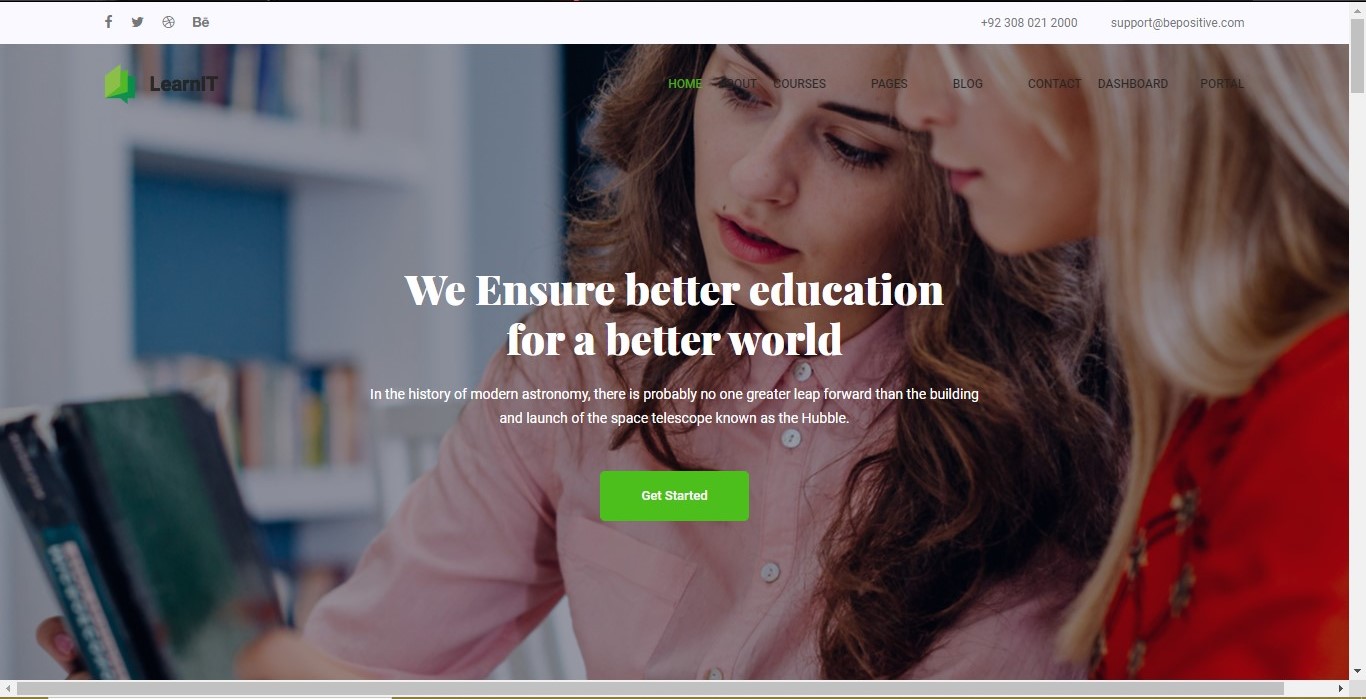 Bē
+92 308 021 2000
support@bepositive.com
LearnIT
HOME ABOUT COURSES PAGES BLOG CONTACT DASHBOARD PORTAL
We Ensure better education
for a better world
In the history of modern astronomy, there is probably no one greater leap forward than the building
and launch of the space telescope known as the Hubble.
Get Started